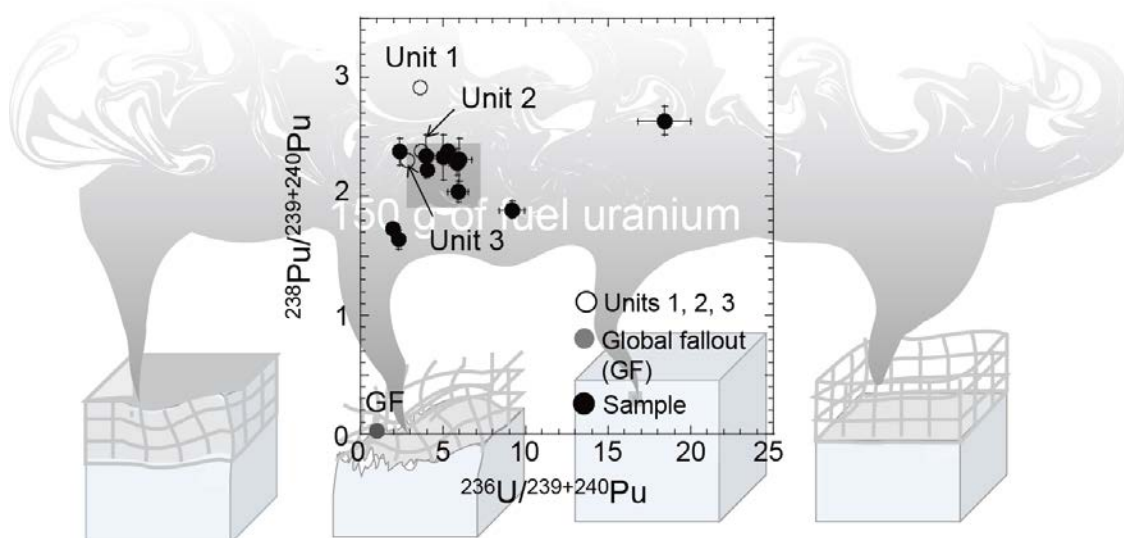 Unit 1
Unit 2
Unit 3
150 g of fuel uranium
Units 1, 2, 3
Global fallout
(GF)
Sample
GF
3
2
1
0
0 5 10 15 20 25
²³⁸Pu/²³⁹⁺²⁴⁰Pu
²³⁶U/²³⁹⁺²⁴⁰Pu